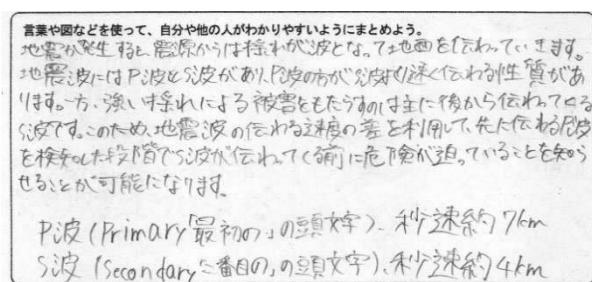 言葉や図などを使って、自分や他の人がわかりやすいようにまとめよう。
地震が発生すると、震源からは揺れが波となって地面を伝わっていきます。
地震波にはP波とS波があり、P波の方がS波より速く伝わる性質があ
ります。一方、強い揺れによる被害をもたらすのは主に後から伝わってくる
S波です。このため、地震波の伝わる速度の差を利用して、先に伝わるP波
を検知した段階でS波が伝わってくる前に危険が迫っていることを知ら
せることが可能になります。
P波(Primary「最初の」の頭文字)、秒速約7km
S波(Secondary「二番目の」の頭文字)、秒速約4km